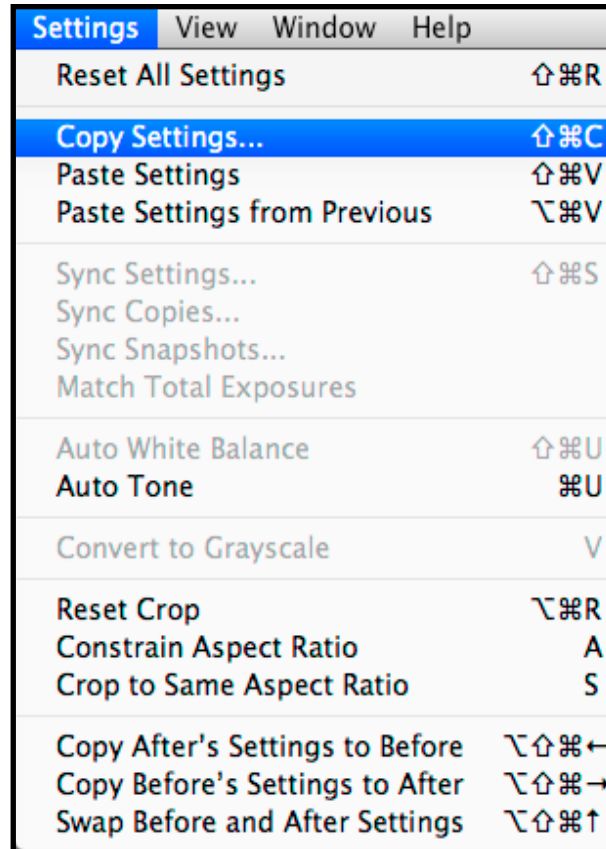 Settings View Window Help
Reset All Settings ⇧⌘R
Copy Settings... ⇧⌘C
Paste Settings ⇧⌘V
Paste Settings from Previous ⌥⌘V
Sync Settings... ⇧⌘S
Sync Copies...
Sync Snapshots...
Match Total Exposures
Auto White Balance ⇧⌘U
Auto Tone ⌘U
Convert to Grayscale V
Reset Crop ⌥⌘R
Constrain Aspect Ratio A
Crop to Same Aspect Ratio S
Copy After's Settings to Before ⌥⇧⌘←
Copy Before's Settings to After ⌥⇧⌘→
Swap Before and After Settings ⌥⇧⌘↑